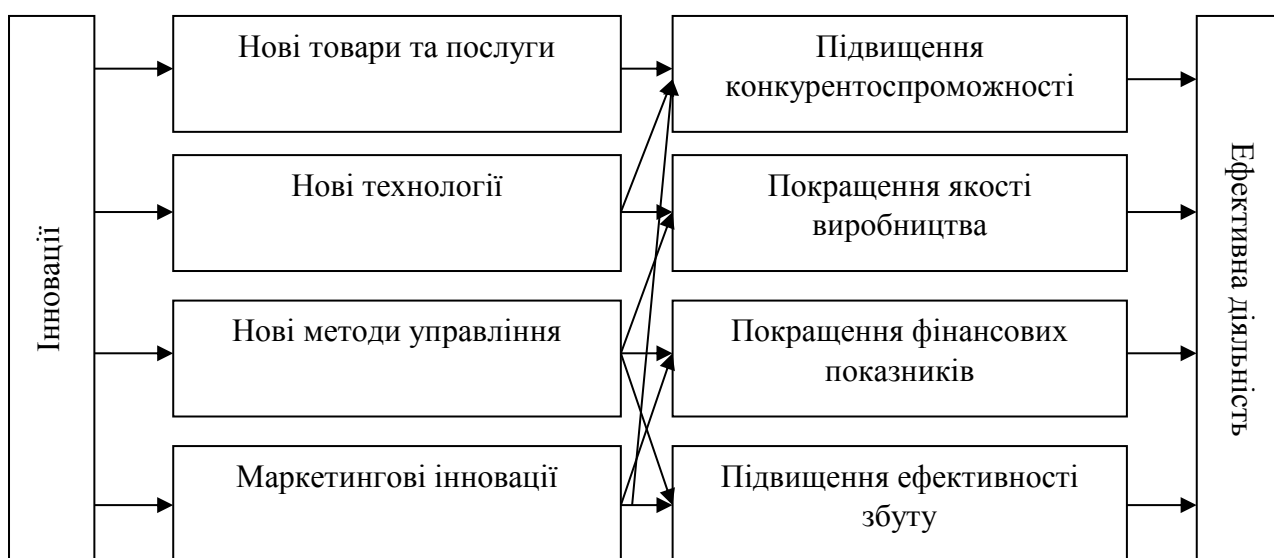 Інновації
Нові товари та послуги
Нові технології
Нові методи управління
Маркетингові інновації
Підвищення
конкурентоспроможності
Покращення якості
виробництва
Покращення фінансових
показників
Підвищення ефективності
збуту
Ефективна діяльність